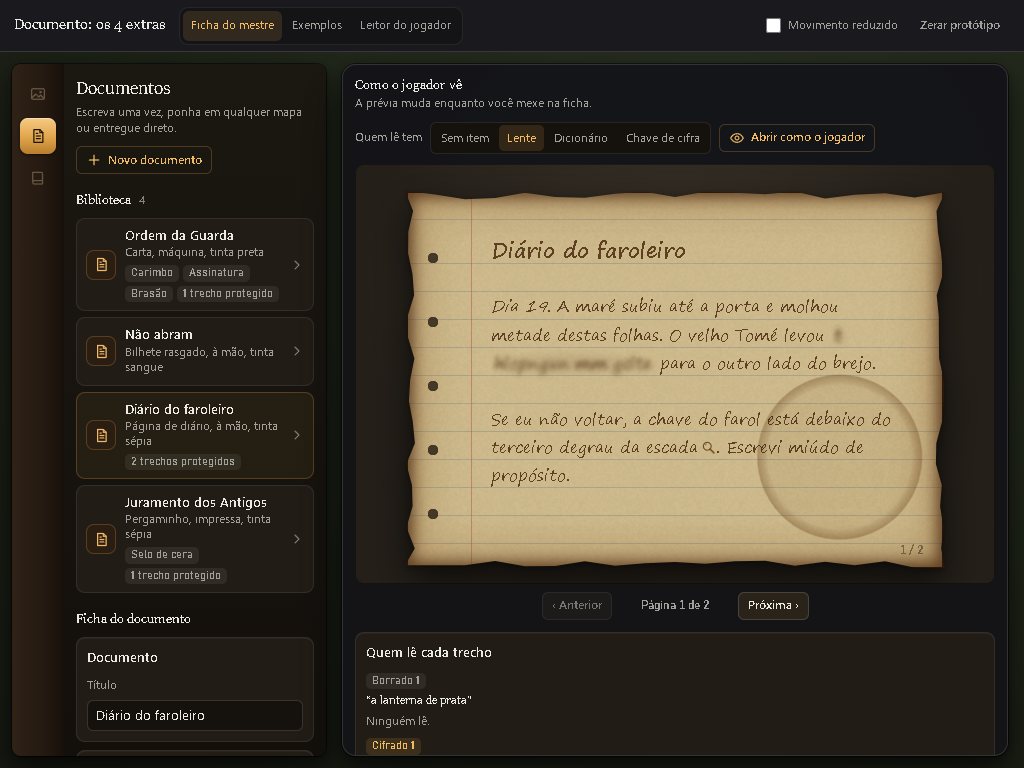 Documento: os 4 extras
Ficha do mestre
Exemplos
Leitor do jogador
Movimento reduzido
Zerar protótipo
Documentos
Escreva uma vez, ponha em qualquer mapa
ou entregue direto.
+ Novo documento
Biblioteca 4
Ordem da Guarda
Carta, máquina, tinta preta
Carimbo
Assinatura
Brasão
1 trecho protegido
Não abram
Bilhete rasgado, à mão, tinta
sangue
Diário do faroleiro
Página de diário, à mão, tinta
sépia
2 trechos protegidos
Juramento dos Antigos
Pergaminho, impressa, tinta
sépia
Selo de cera
1 trecho protegido
Ficha do documento
Documento
Título
Diário do faroleiro
Como o jogador vê
A prévia muda enquanto você mexe na ficha.
Quem lê tem
Sem item
Lente
Dicionário
Chave de cifra
Abrir como o jogador
Diário do faroleiro
Dia 19. A maré subiu até a porta e molhou
metade destas folhas. O velho Tomé levou
para o outro lado do brejo.
Se eu não voltar, a chave do farol está debaixo do
terceiro degrau da escada. Escrevi miúdo de
propósito.
1 / 2
‹ Anterior
Página 1 de 2
Próxima ›
Quem lê cada trecho
Borrado 1
"a lanterna de prata"
Ninguém lê.
Cifrado 1